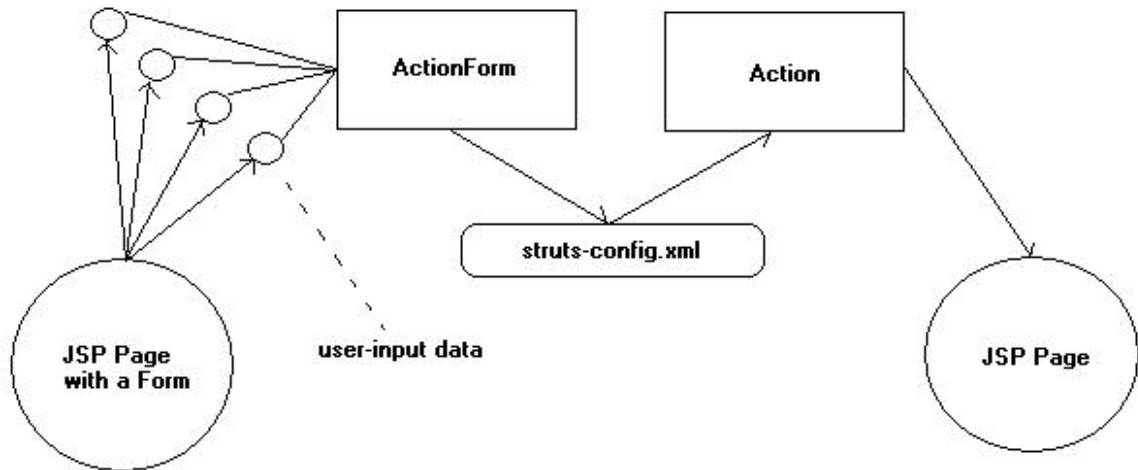 ActionForm
Action
struts-config.xml
user-input data
JSP Page
with a Form
JSP Page